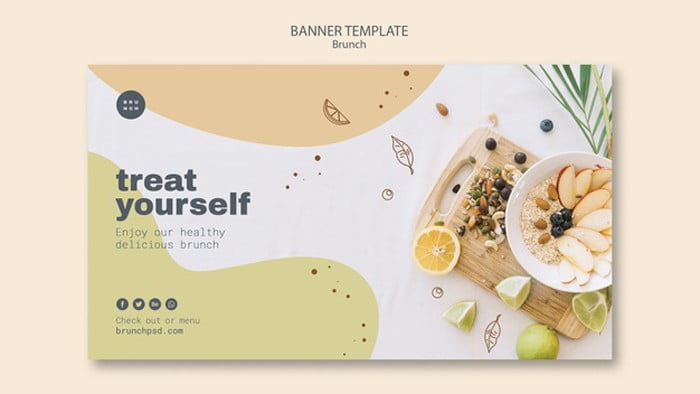 BANNER TEMPLATE
Brunch
BRU
NCH
treat
yourself
Enjoy our healthy
delicious brunch
Check out or menu
brunchpsd.com